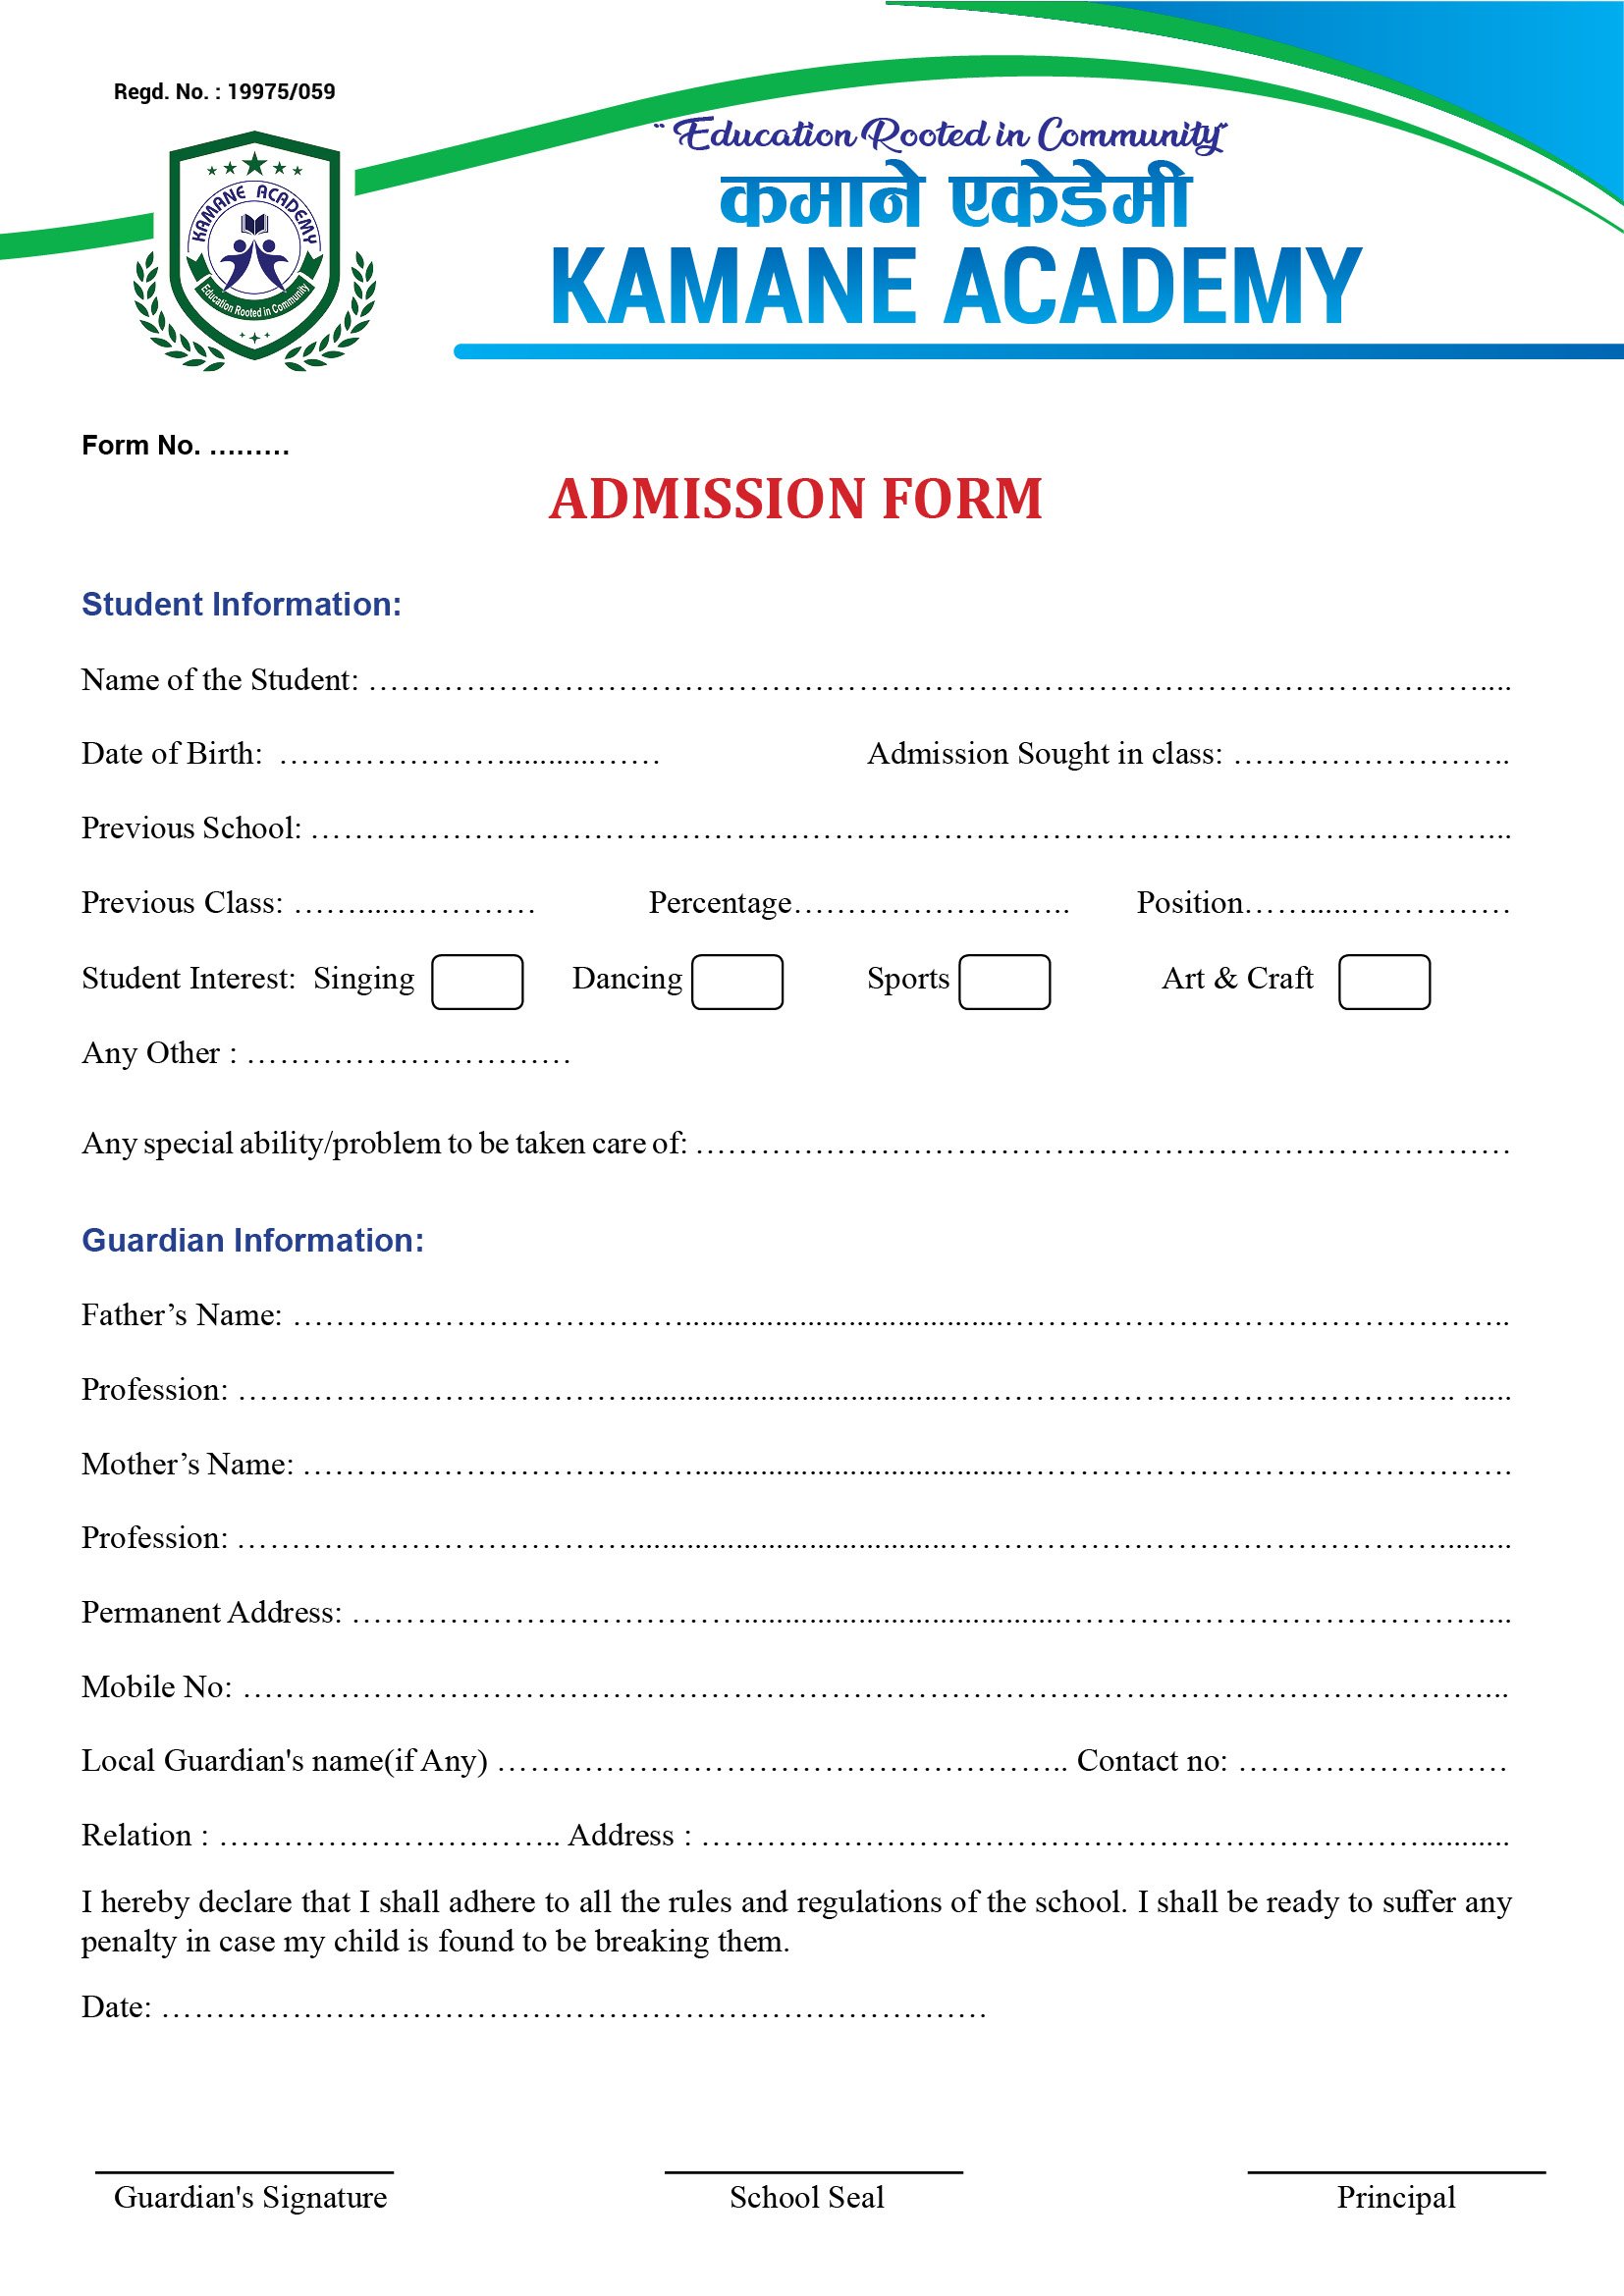 Regd. No. : 19975/059
KAMANE ACADEMY
Education Rooted in Community
" Education Rooted in Community"
कमाने एकेडेमी
KAMANE ACADEMY
Form No. .........
ADMISSION FORM
Student Information:
Name of the Student: ..........................................................................................
Date of Birth: .............................. Admission Sought in class: ..........................
Previous School: ..........................................................................................
Previous Class: ........................ Percentage.......................... Position..........................
Student Interest: Singing Dancing Sports Art & Craft
Any Other : ..............................
Any special ability/problem to be taken care of: ..............................................................
Guardian Information:
Father’s Name: ..........................................................................................
Profession: ..........................................................................................
Mother’s Name: ..........................................................................................
Profession: ..........................................................................................
Permanent Address: ..........................................................................................
Mobile No: ..........................................................................................
Local Guardian's name(if Any) .................................................. Contact no: ........................
Relation : .............................. Address : ..............................................................
I hereby declare that I shall adhere to all the rules and regulations of the school. I shall be ready to suffer any
penalty in case my child is found to be breaking them.
Date: ..............................................................
Guardian's Signature School Seal Principal